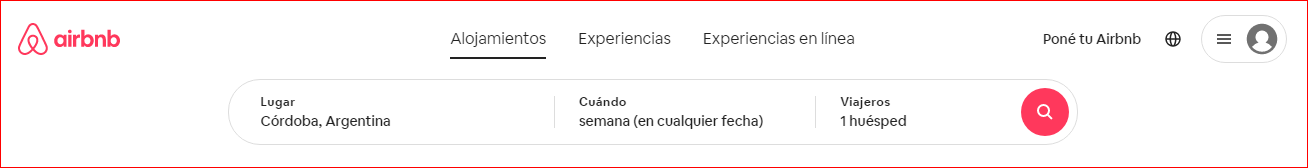 airbnb
Alojamientos Experiencias Experiencias en línea Poné tu Airbnb
Lugar Cuándo Viajeros
Córdoba, Argentina semana (en cualquier fecha) 1 huésped